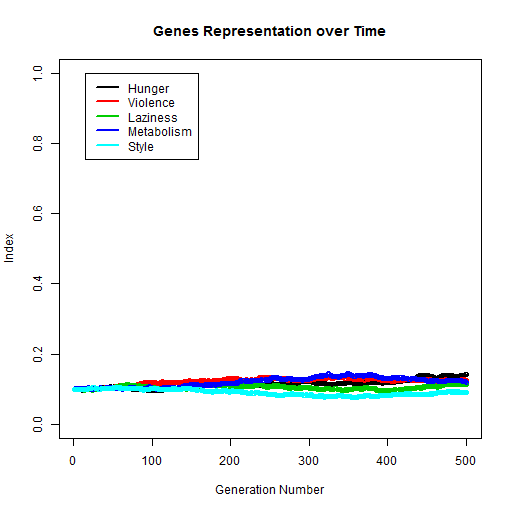 Genes Representation over Time
Index
1.0
0.8
0.6
0.4
0.2
0.0
Hunger
Violence
Laziness
Metabolism
Style
0 100 200 300 400 500
Generation Number